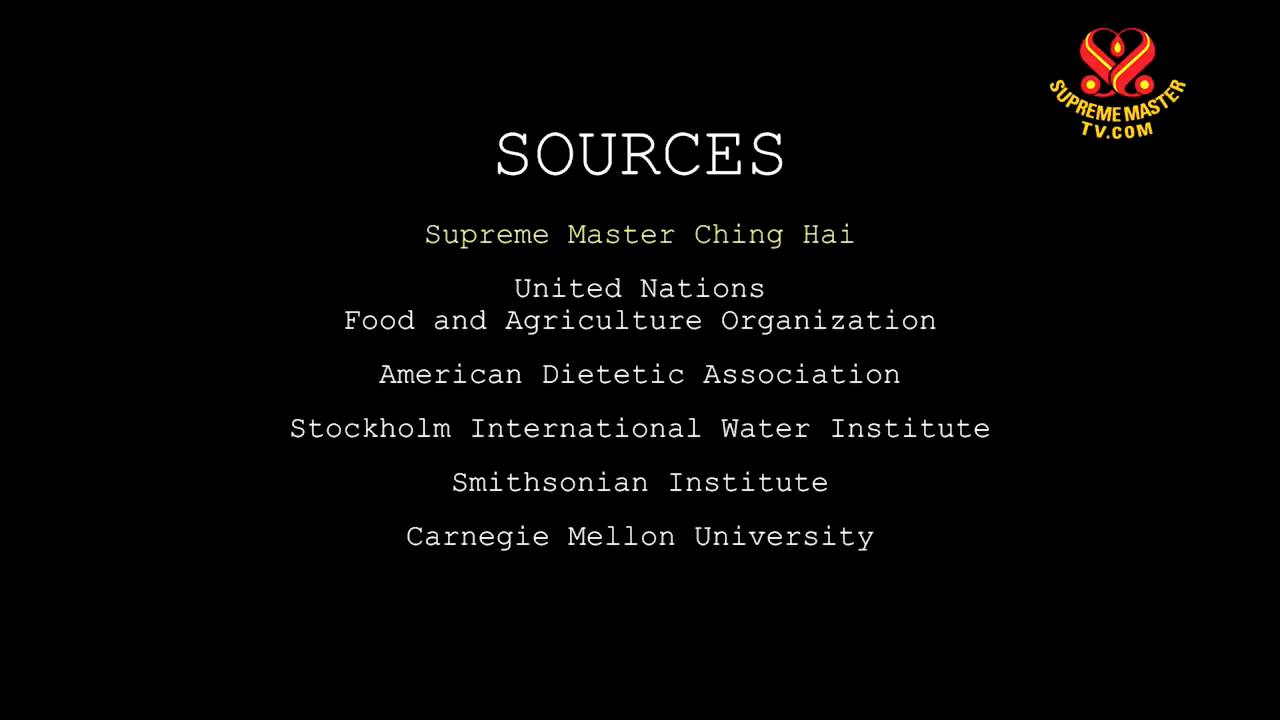 SUPREME MASTER
TV.COM
SOURCES
Supreme Master Ching Hai
United Nations
Food and Agriculture Organization
American Dietetic Association
Stockholm International Water Institute
Smithsonian Institute
Carnegie Mellon University